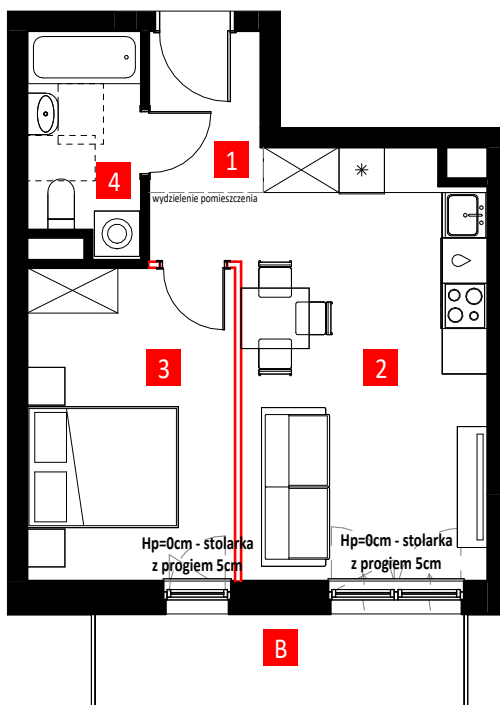 1
4
wydzielenie pomieszczenia
3
2
Hp=0cm - stolarka
z progiem 5cm
Hp=0cm - stolarka
z progiem 5cm
B